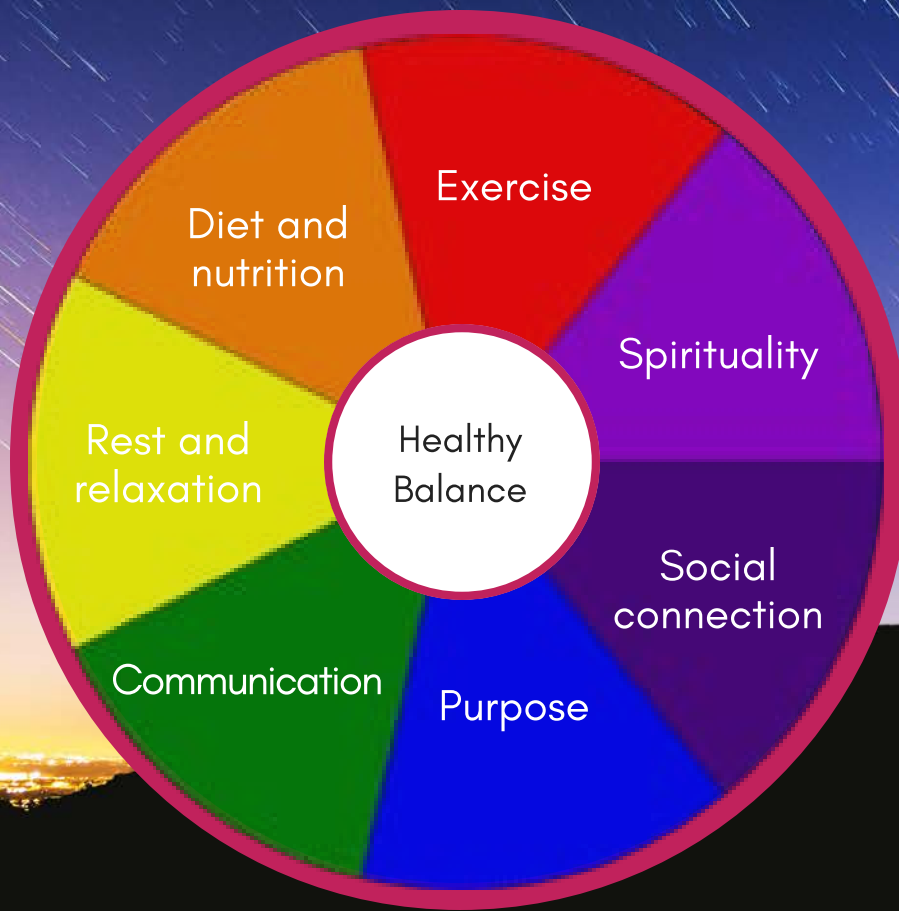 Exercise
Diet and
nutrition
Spirituality
Healthy
Balance
Rest and
relaxation
Social
connection
Communication
Purpose